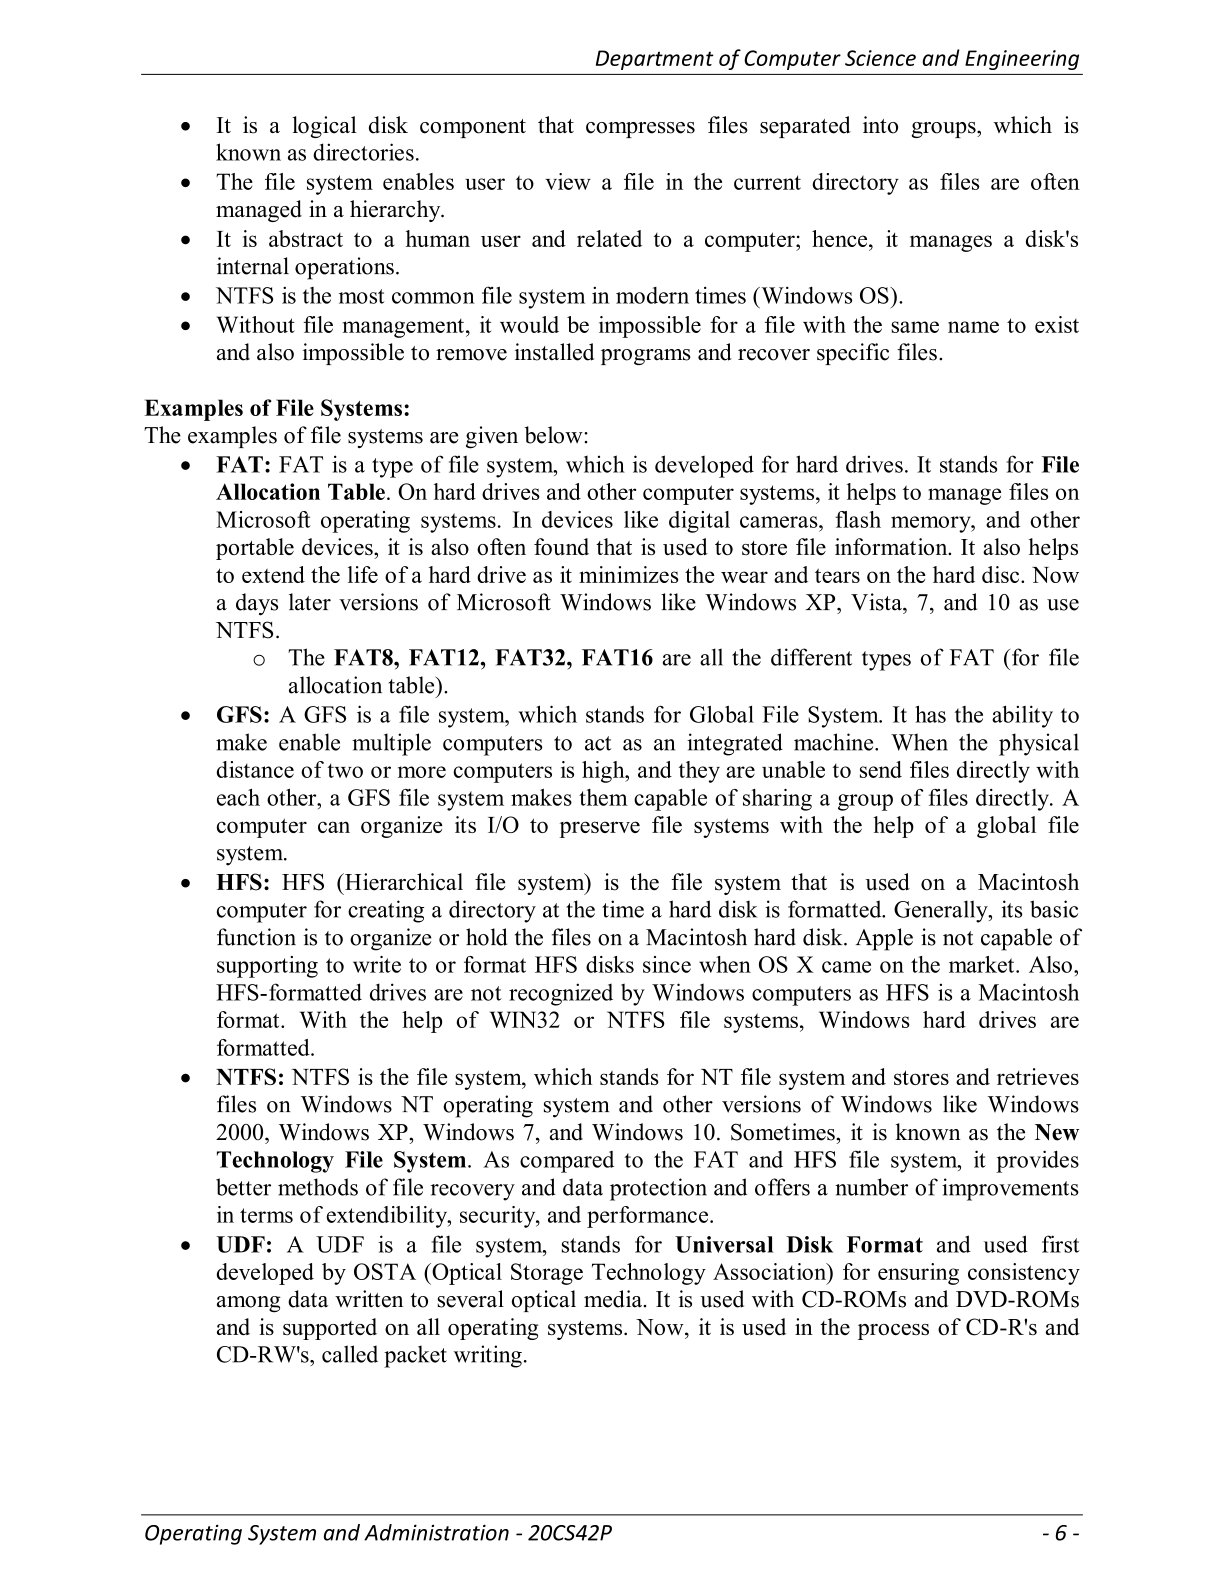 Department of Computer Science and Engineering
• It is a logical disk component that compresses files separated into groups, which is
known as directories.
• The file system enables user to view a file in the current directory as files are often
managed in a hierarchy.
• It is abstract to a human user and related to a computer; hence, it manages a disk's
internal operations.
• NTFS is the most common file system in modern times (Windows OS).
• Without file management, it would be impossible for a file with the same name to exist
and also impossible to remove installed programs and recover specific files.
Examples of File Systems:
The examples of file systems are given below:
• FAT: FAT is a type of file system, which is developed for hard drives. It stands for File
Allocation Table. On hard drives and other computer systems, it helps to manage files on
Microsoft operating systems. In devices like digital cameras, flash memory, and other
portable devices, it is also often found that is used to store file information. It also helps
to extend the life of a hard drive as it minimizes the wear and tears on the hard disc. Now
a days later versions of Microsoft Windows like Windows XP, Vista, 7, and 10 as use
NTFS.
o The FAT8, FAT12, FAT32, FAT16 are all the different types of FAT (for file
allocation table).
• GFS: A GFS is a file system, which stands for Global File System. It has the ability to
make enable multiple computers to act as an integrated machine. When the physical
distance of two or more computers is high, and they are unable to send files directly with
each other, a GFS file system makes them capable of sharing a group of files directly. A
computer can organize its I/O to preserve file systems with the help of a global file
system.
• HFS: HFS (Hierarchical file system) is the file system that is used on a Macintosh
computer for creating a directory at the time a hard disk is formatted. Generally, its basic
function is to organize or hold the files on a Macintosh hard disk. Apple is not capable of
supporting to write to or format HFS disks since when OS X came on the market. Also,
HFS-formatted drives are not recognized by Windows computers as HFS is a Macintosh
format. With the help of WIN32 or NTFS file systems, Windows hard drives are
formatted.
• NTFS: NTFS is the file system, which stands for NT file system and stores and retrieves
files on Windows NT operating system and other versions of Windows like Windows
2000, Windows XP, Windows 7, and Windows 10. Sometimes, it is known as the New
Technology File System. As compared to the FAT and HFS file system, it provides
better methods of file recovery and data protection and offers a number of improvements
in terms of extendibility, security, and performance.
• UDF: A UDF is a file system, stands for Universal Disk Format and used first
developed by OSTA (Optical Storage Technology Association) for ensuring consistency
among data written to several optical media. It is used with CD-ROMs and DVD-ROMs
and is supported on all operating systems. Now, it is used in the process of CD-R's and
CD-RW's, called packet writing.
Operating System and Administration - 20CS42P - 6 -